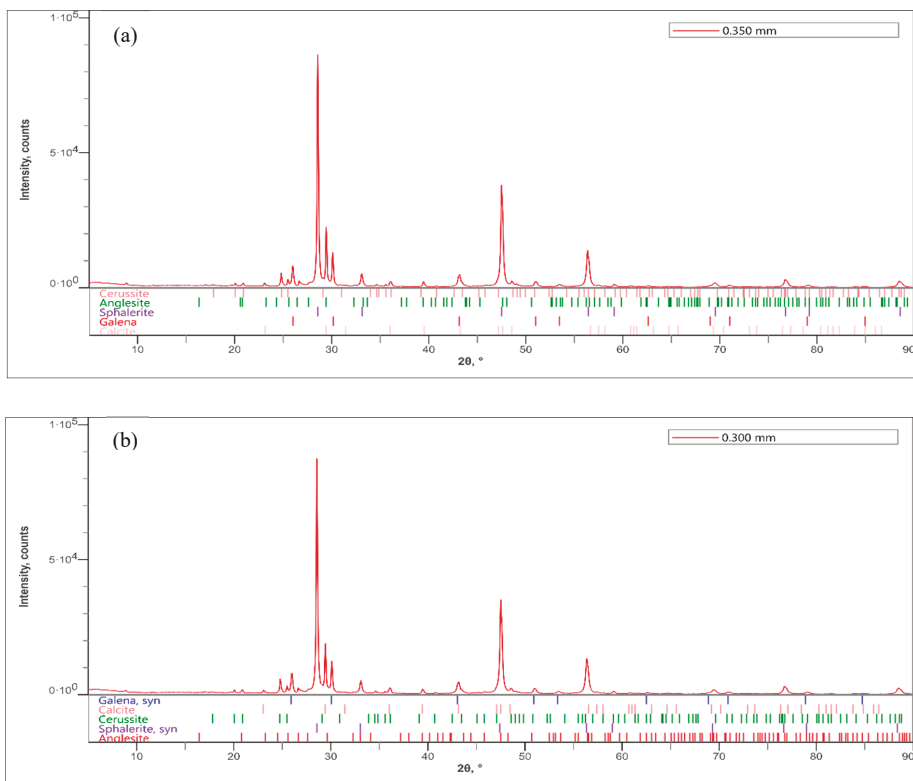 (a)
0.350 mm
1·10⁵
5·10⁴
0·10⁰
Intensity, counts
Cerussite
Anglesite
Sphalerite
Galena
Calcite
10 20 30 40 50 60 70 80 90
2θ, °
(b)
0.300 mm
1·10⁵
5·10⁴
0·10⁰
Intensity, counts
Galena, syn
Calcite
Cerussite
Sphalerite, syn
Anglesite
10 20 30 40 50 60 70 80 90
2θ, °